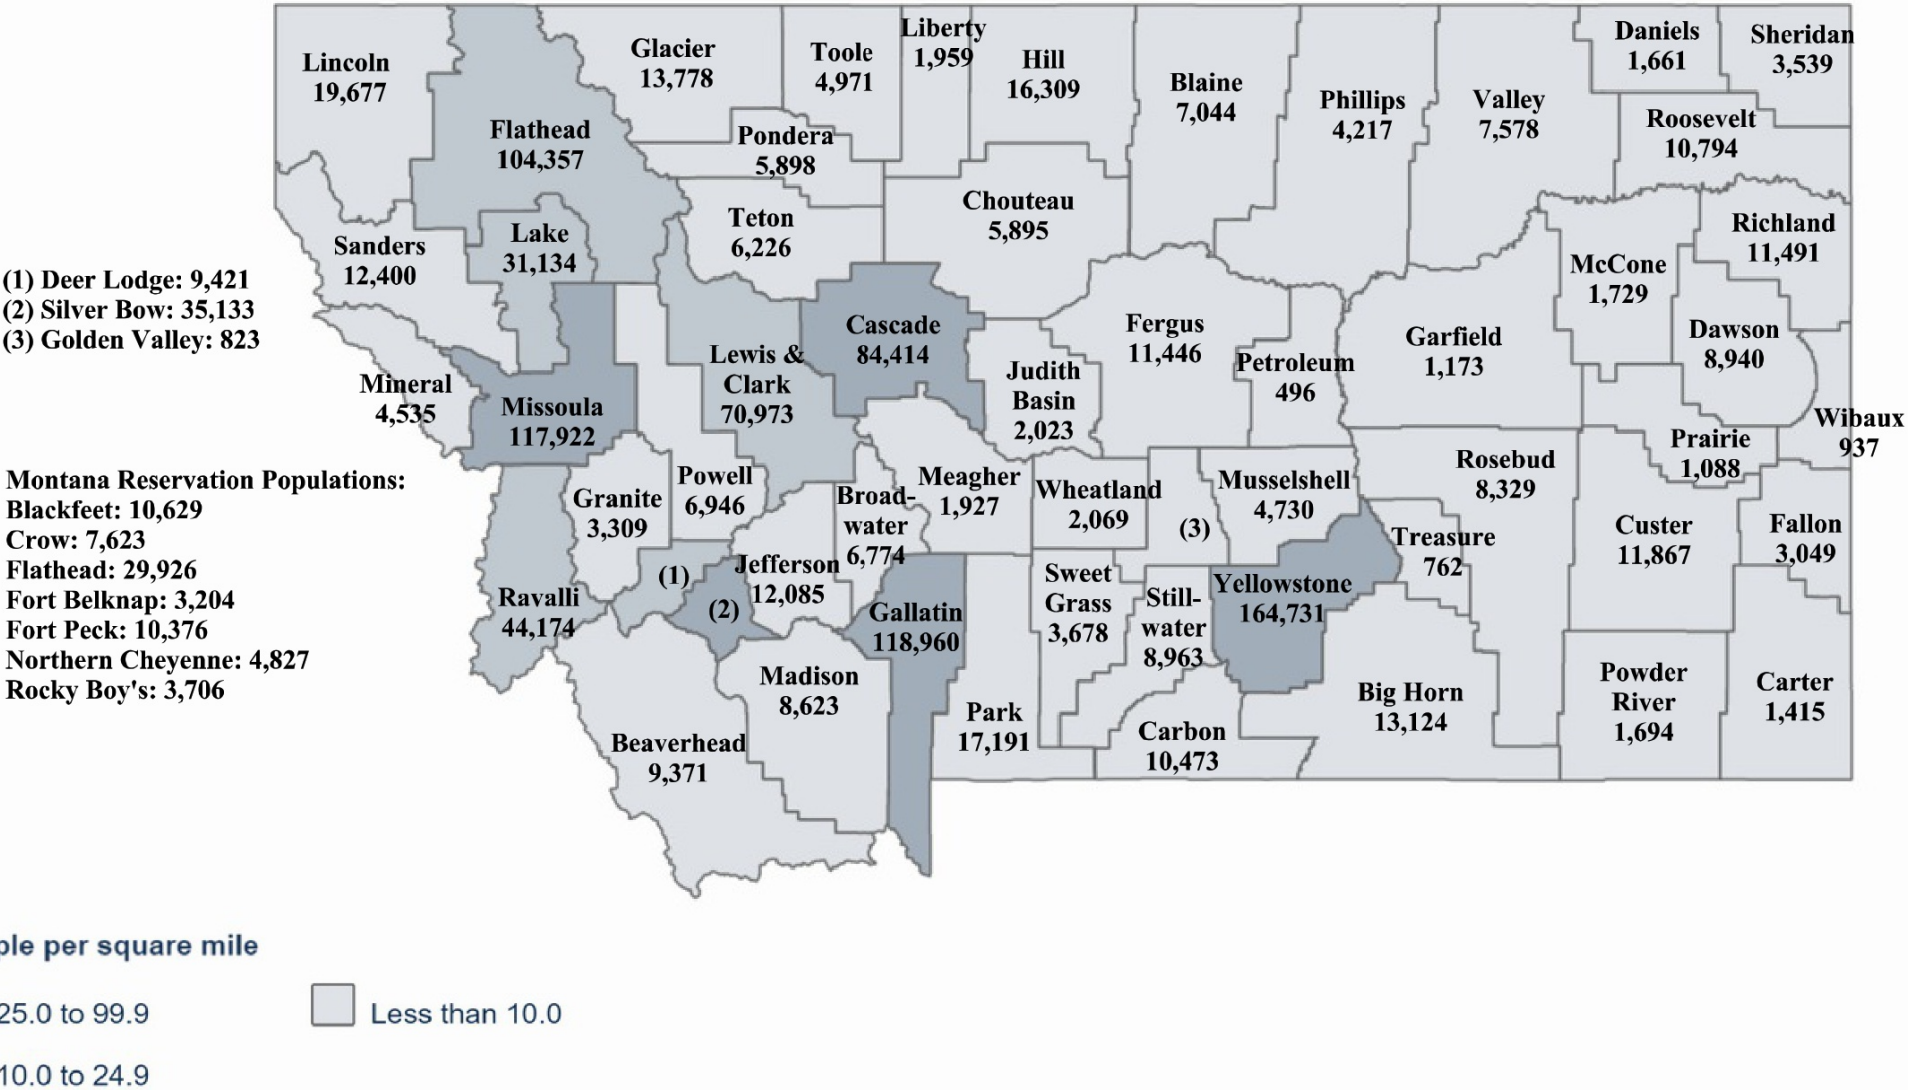 Lincoln
19,677
Flathead
104,357
Glacier
13,778
Toole
4,971
Liberty
1,959
Hill
16,309
Blaine
7,044
Phillips
4,217
Valley
7,578
Daniels
1,661
Sheridan
3,539
Roosevelt
10,794
Pondera
5,898
Teton
6,226
Chouteau
5,895
Richland
11,491
McCone
1,729
Sanders
12,400
Lake
31,134
(1) Deer Lodge: 9,421
(2) Silver Bow: 35,133
(3) Golden Valley: 823
Cascade
84,414
Lewis &
Clark
70,973
Judith
Basin
2,023
Fergus
11,446
Petroleum
496
Garfield
1,173
Dawson
8,940
Wibaux
937
Prairie
1,088
Mineral
4,535
Missoula
117,922
Montana Reservation Populations:
Blackfeet: 10,629
Crow: 7,623
Flathead: 29,926
Fort Belknap: 3,204
Fort Peck: 10,376
Northern Cheyenne: 4,827
Rocky Boy's: 3,706
Granite
3,309
Powell
6,946
Broad-
water
6,774
Meagher
1,927
Wheatland
2,069
(3)
Musselshell
4,730
Rosebud
8,329
Treasure
762
Custer
11,867
Fallon
3,049
Ravalli
44,174
(1)
(2)
Jefferson
12,085
Gallatin
118,960
Sweet
Grass
3,678
Still-
water
8,963
Yellowstone
164,731
Madison
8,623
Beaverhead
9,371
Park
17,191
Carbon
10,473
Big Horn
13,124
Powder
River
1,694
Carter
1,415
ple per square mile
25.0 to 99.9
Less than 10.0
10.0 to 24.9